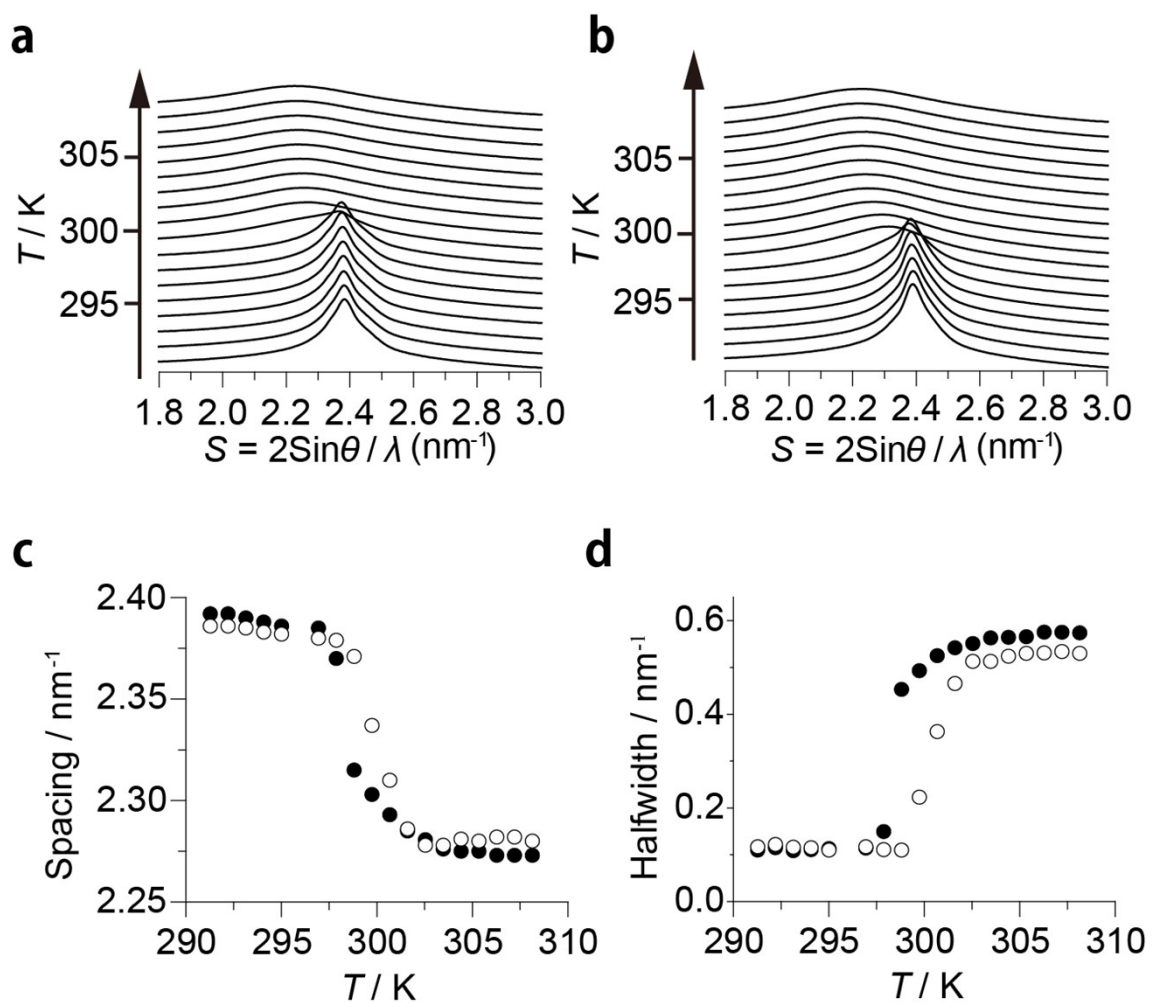 a
b
T / K
305
300
295
1.8 2.0 2.2 2.4 2.6 2.8 3.0
S = 2Sinθ / λ (nm⁻¹)
T / K
305
300
295
1.8 2.0 2.2 2.4 2.6 2.8 3.0
S = 2Sinθ / λ (nm⁻¹)
c
d
Spacing / nm⁻¹
2.40
2.35
2.30
2.25
290 295 300 305 310
T / K
Halfwidth / nm⁻¹
0.6
0.4
0.2
0.0
290 295 300 305 310
T / K